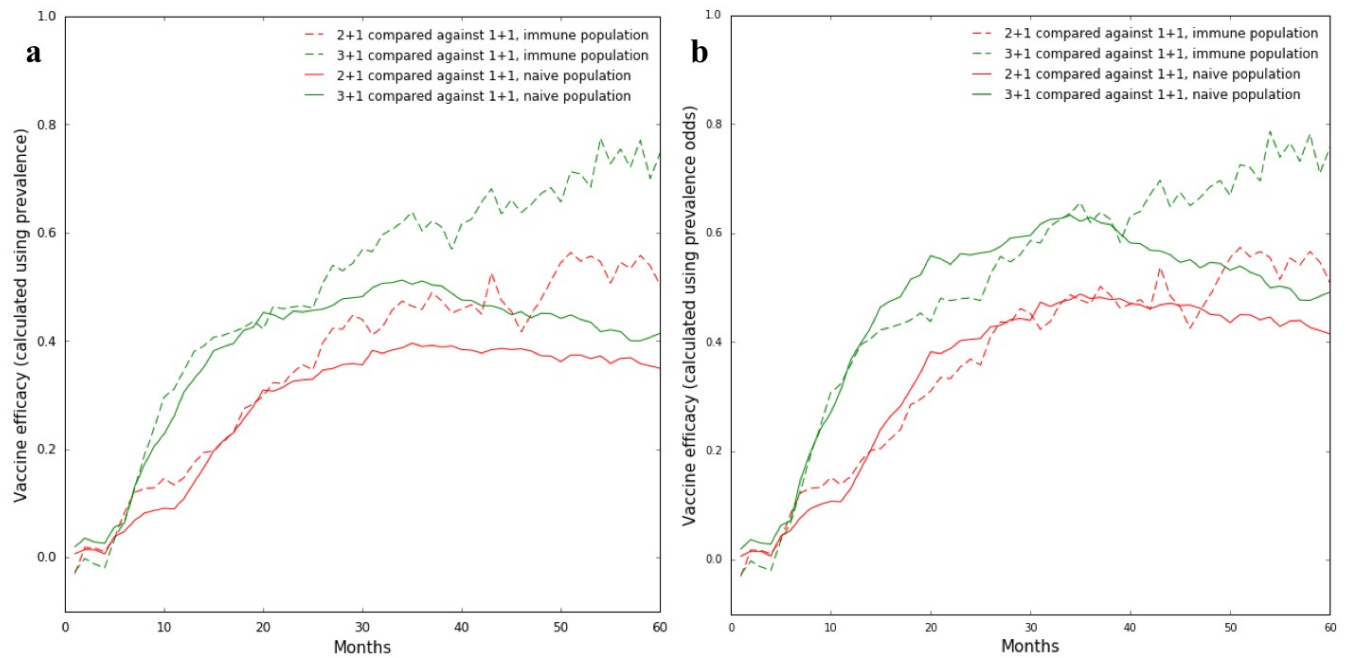 a
2+1 compared against 1+1, immune population
3+1 compared against 1+1, immune population
2+1 compared against 1+1, naive population
3+1 compared against 1+1, naive population
Vaccine efficacy (calculated using prevalence)
1.0
0.8
0.6
0.4
0.2
0.0
0 10 20 30 40 50 60
Months
b
2+1 compared against 1+1, immune population
3+1 compared against 1+1, immune population
2+1 compared against 1+1, naive population
3+1 compared against 1+1, naive population
Vaccine efficacy (calculated using prevalence odds)
1.0
0.8
0.6
0.4
0.2
0.0
0 10 20 30 40 50 60
Months